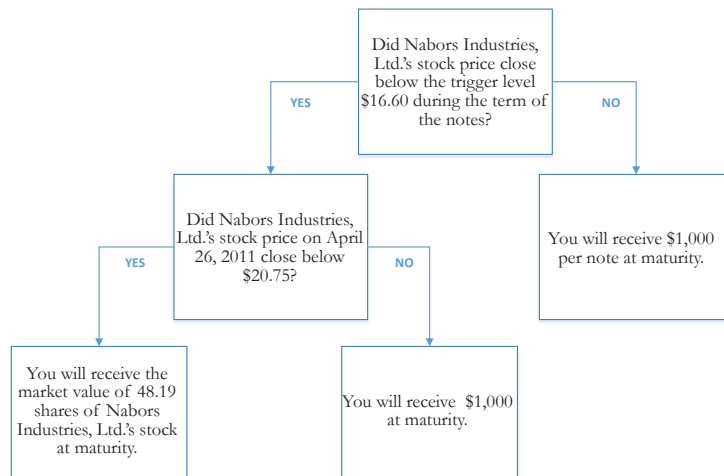 Did Nabors Industries,
Ltd.'s stock price close
below the trigger level
$16.60 during the term of
the notes?
YES
NO
Did Nabors Industries,
Ltd.'s stock price on April
26, 2011 close below
$20.75?
You will receive $1,000
per note at maturity.
YES
NO
You will receive the
market value of 48.19
shares of Nabors
Industries, Ltd.'s stock
at maturity.
You will receive $1,000
at maturity.